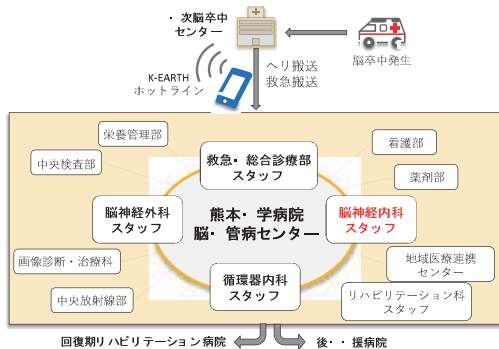 ・次脳卒中
センター
脳卒中発生
ヘリ搬送
救急搬送
K-EARTH
ホットライン
栄養管理部
中央検査部
救急・総合診療部
スタッフ
看護部
薬剤部
脳神経外科
スタッフ
熊本・学病院
脳・管病センター
脳神経内科
スタッフ
画像診断・治療科
中央放射線部
循環器内科
スタッフ
地域医療連携
センター
リハビリテーション科
スタッフ
回復期リハビリテーション病院
後・・援病院